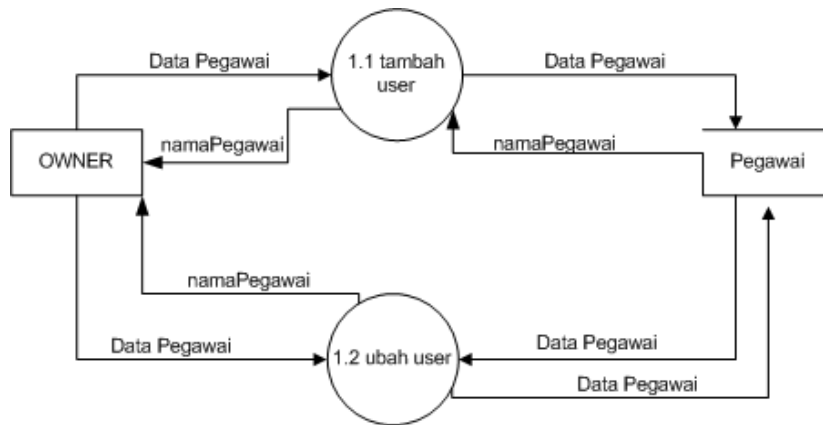 Data Pegawai
1.1 tambah
user
Data Pegawai
namaPegawai
namaPegawai
OWNER
Pegawai
namaPegawai
Data Pegawai
1.2 ubah user
Data Pegawai
Data Pegawai